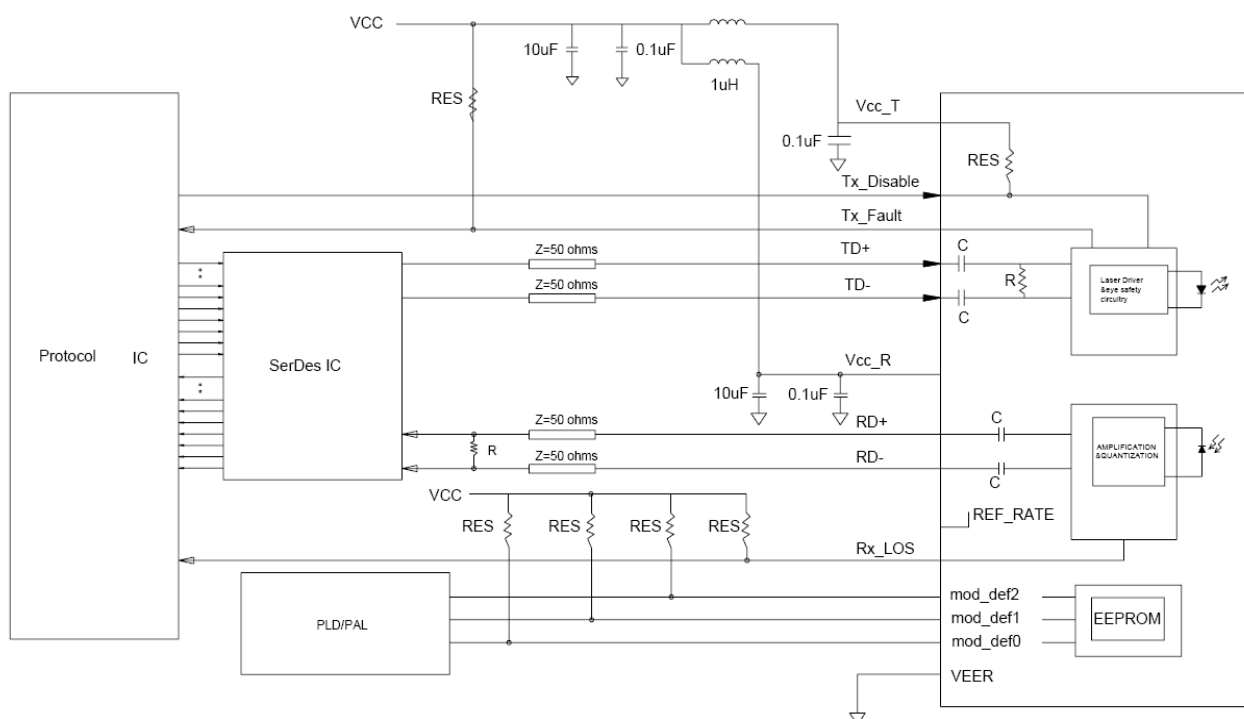 VCC
10uF
0.1uF
1uH
RES
Vcc_T
0.1uF
RES
Tx_Disable
Tx_Fault
Z=50 ohms
TD+
C
:
R
Laser Driver
&eye safety
circuitry
Z=50 ohms
TD-
C
Protocol IC
SerDes IC
Vcc_R
:
10uF
0.1uF
Z=50 ohms
RD+
C
R
AMPLIFICATION
&QUANTIZATION
Z=50 ohms
RD-
C
VCC
RES
RES
RES
RES
REF_RATE
Rx_LOS
mod_def2
PLD/PAL
mod_def1
EEPROM
mod_def0
VEER